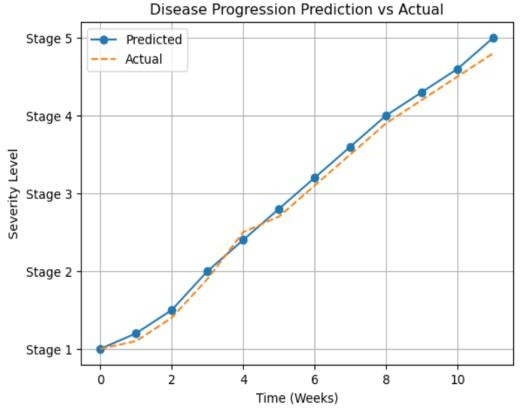 Disease Progression Prediction vs Actual
Predicted
Actual
Stage 5
Stage 4
Stage 3
Stage 2
Stage 1
Severity Level
0 2 4 6 8 10
Time (Weeks)